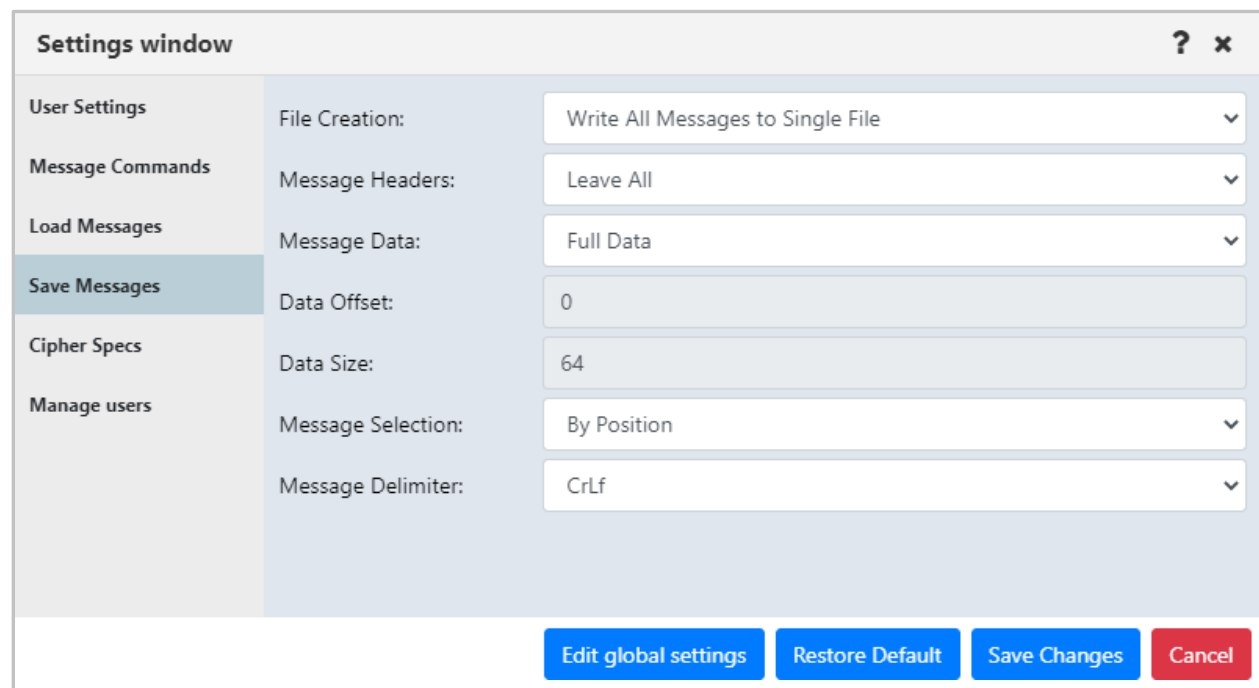 Settings window ? ×
User Settings
Message Commands
Load Messages
Save Messages
Cipher Specs
Manage users
File Creation: Write All Messages to Single File
Message Headers: Leave All
Message Data: Full Data
Data Offset: 0
Data Size: 64
Message Selection: By Position
Message Delimiter: CrLf
Edit global settings Restore Default Save Changes Cancel